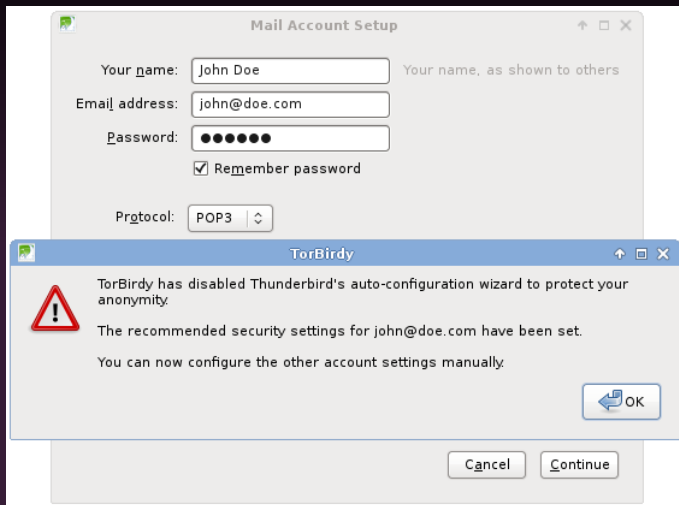 Mail Account Setup
Your name: John Doe Your name, as shown to others
Email address: john@doe.com
Password: ●●●●●●
Remember password
Protocol: POP3
TorBirdy
TorBirdy has disabled Thunderbird's auto-configuration wizard to protect your
anonymity.
The recommended security settings for john@doe.com have been set.
You can now configure the other account settings manually.
OK
Cancel Continue